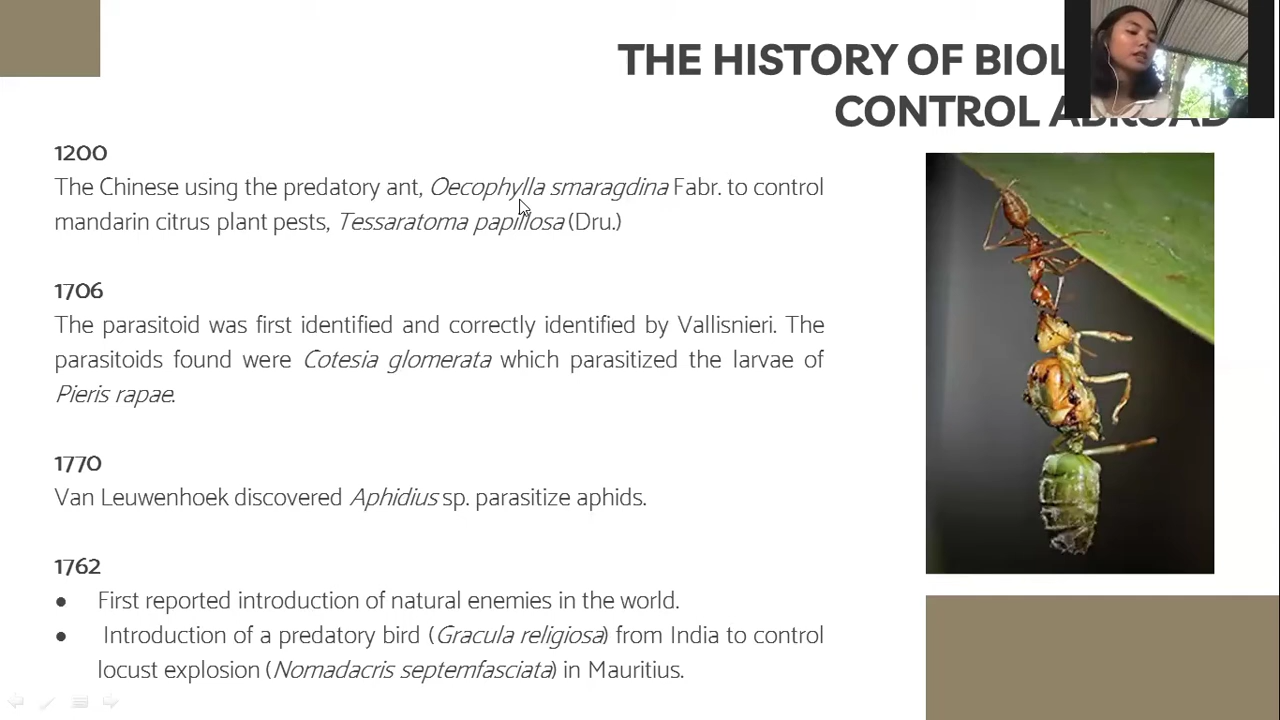 THE HISTORY OF
CONTROL
1200
The Chinese using the predatory ant, Oecophylla smaragdina Fabr. to control
mandarin citrus plant pests, Tessaratoma papillosa (Dru.)
1706
The parasitoid was first identified and correctly identified by Vallisnieri. The
parasitoids found were Cotesia glomerata which parasitized the larvae of
Pieris rapae.
1770
Van Leuwenhoek discovered Aphidius sp. parasitize aphids.
1762
● First reported introduction of natural enemies in the world.
● Introduction of a predatory bird (Gracula religiosa) from India to control
locust explosion (Nomadacris septemfasciata) in Mauritius.